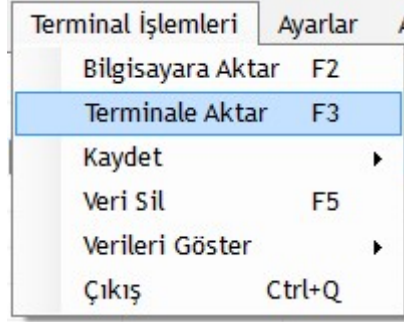 Terminal İşlemleri Ayarlar
Bilgisayara Aktar F2
Terminale Aktar F3
Kaydet
Veri Sil F5
Verileri Göster
Çıkış Ctrl+Q